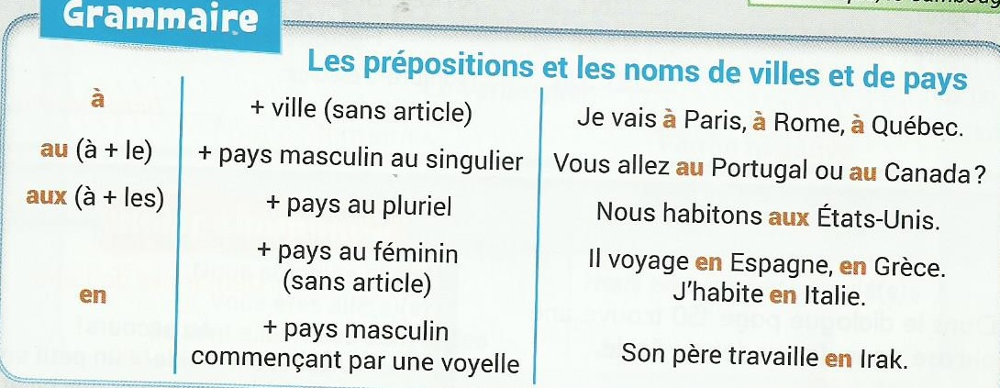 Grammaire
Les prépositions et les noms de villes et de pays
à + ville (sans article) Je vais à Paris, à Rome, à Québec.
au (à + le) + pays masculin au singulier Vous allez au Portugal ou au Canada ?
aux (à + les) + pays au pluriel Nous habitons aux États-Unis.
en + pays au féminin Il voyage en Espagne, en Grèce.
(sans article) J'habite en Italie.
+ pays masculin
commençant par une voyelle Son père travaille en Irak.